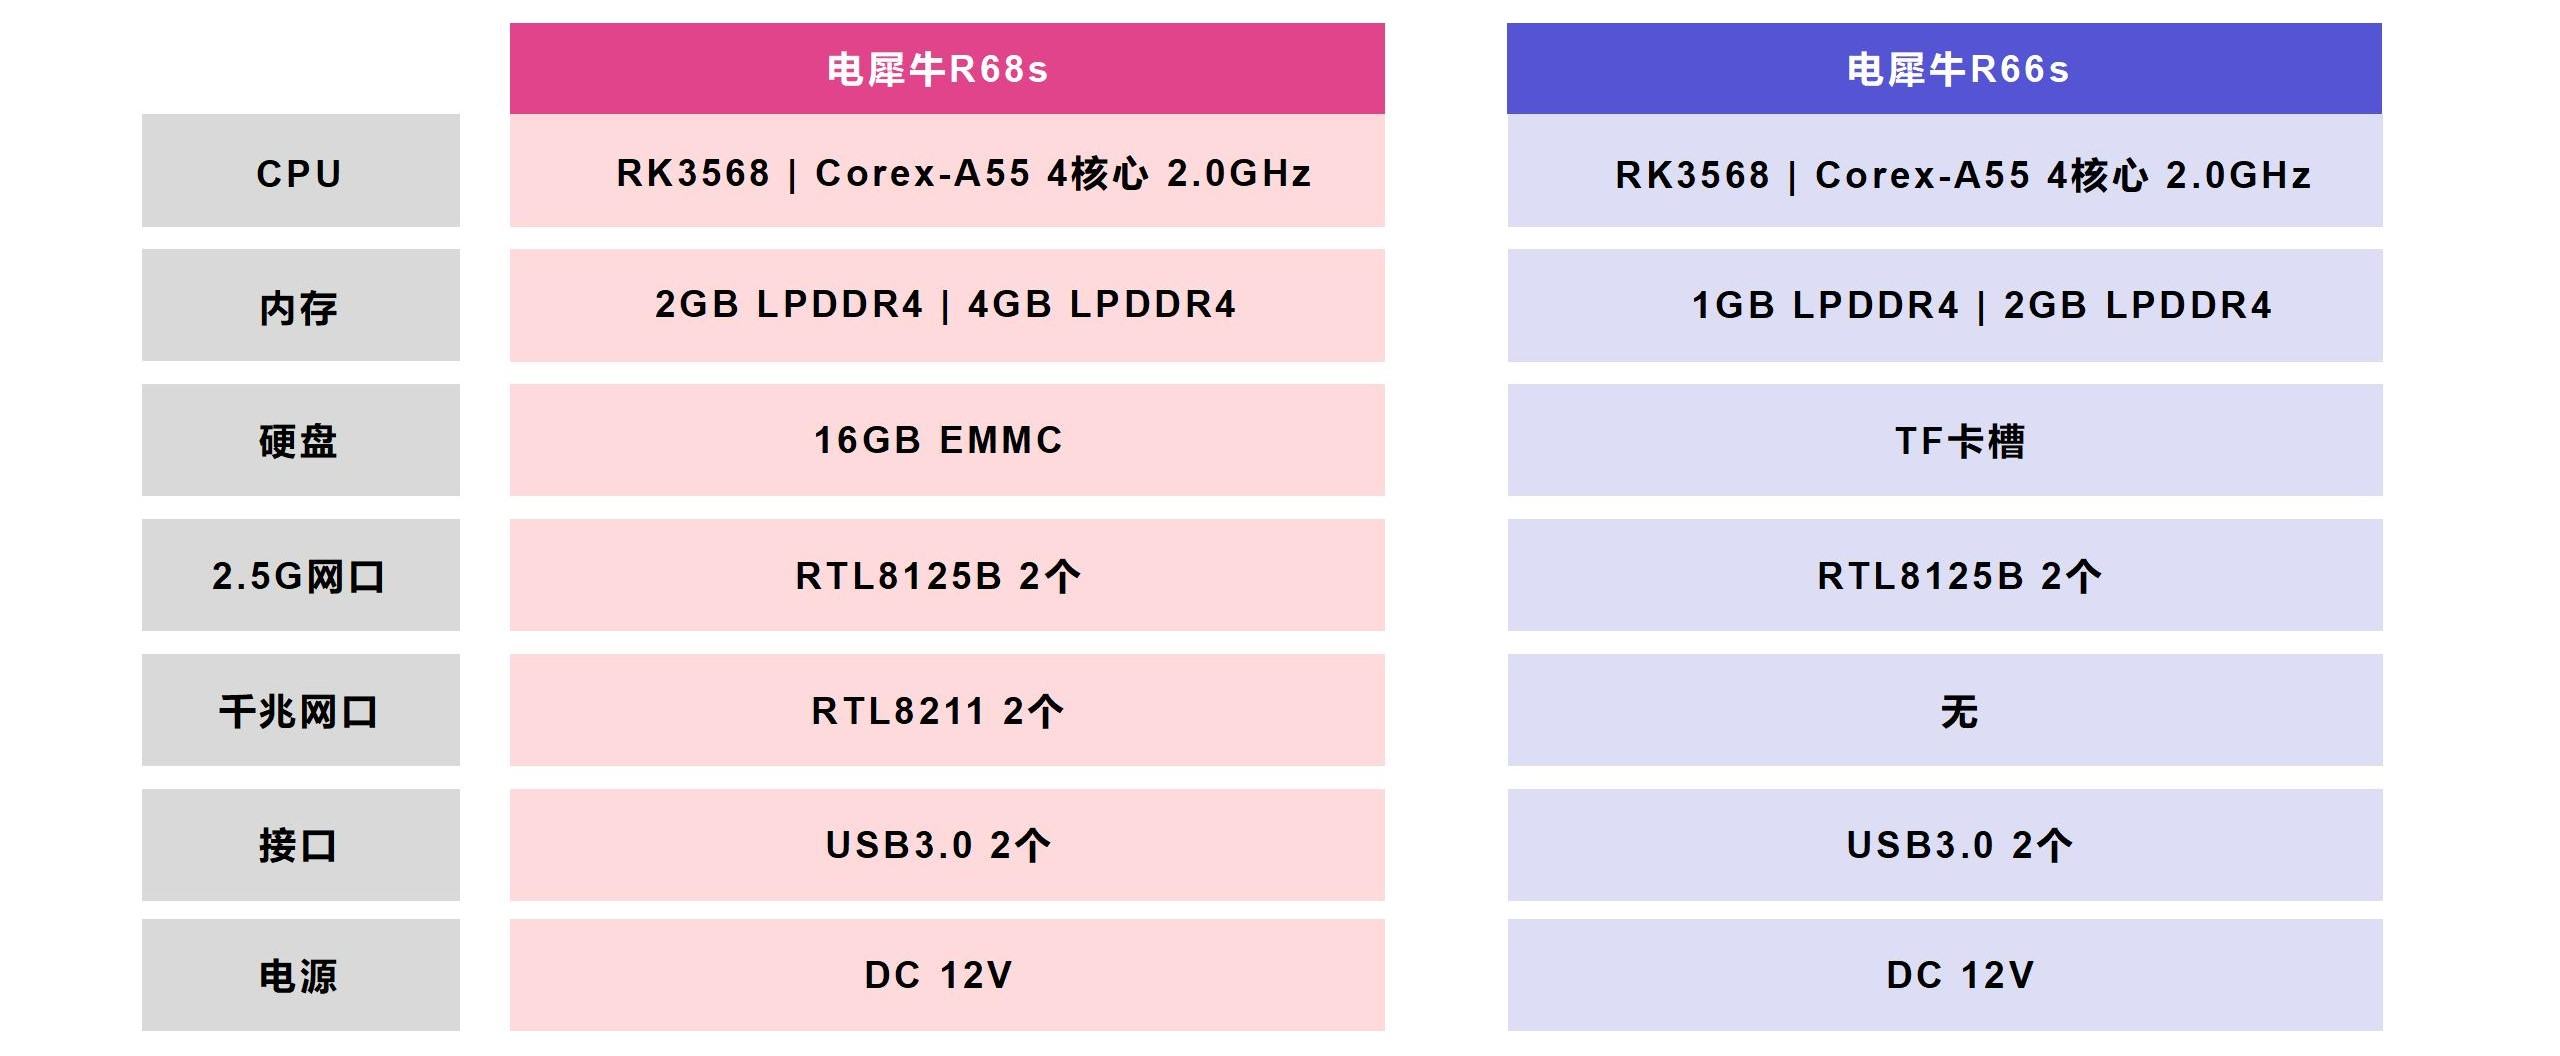 电犀牛R68s 电犀牛R66s
CPU RK3568 | Corex-A55 4核心 2.0GHz RK3568 | Corex-A55 4核心 2.0GHz
内存 2GB LPDDR4 | 4GB LPDDR4 1GB LPDDR4 | 2GB LPDDR4
硬盘 16GB EMMC TF卡槽
2.5G网口 RTL8125B 2个 RTL8125B 2个
千兆网口 RTL8211 2个 无
接口 USB3.0 2个 USB3.0 2个
电源 DC 12V DC 12V